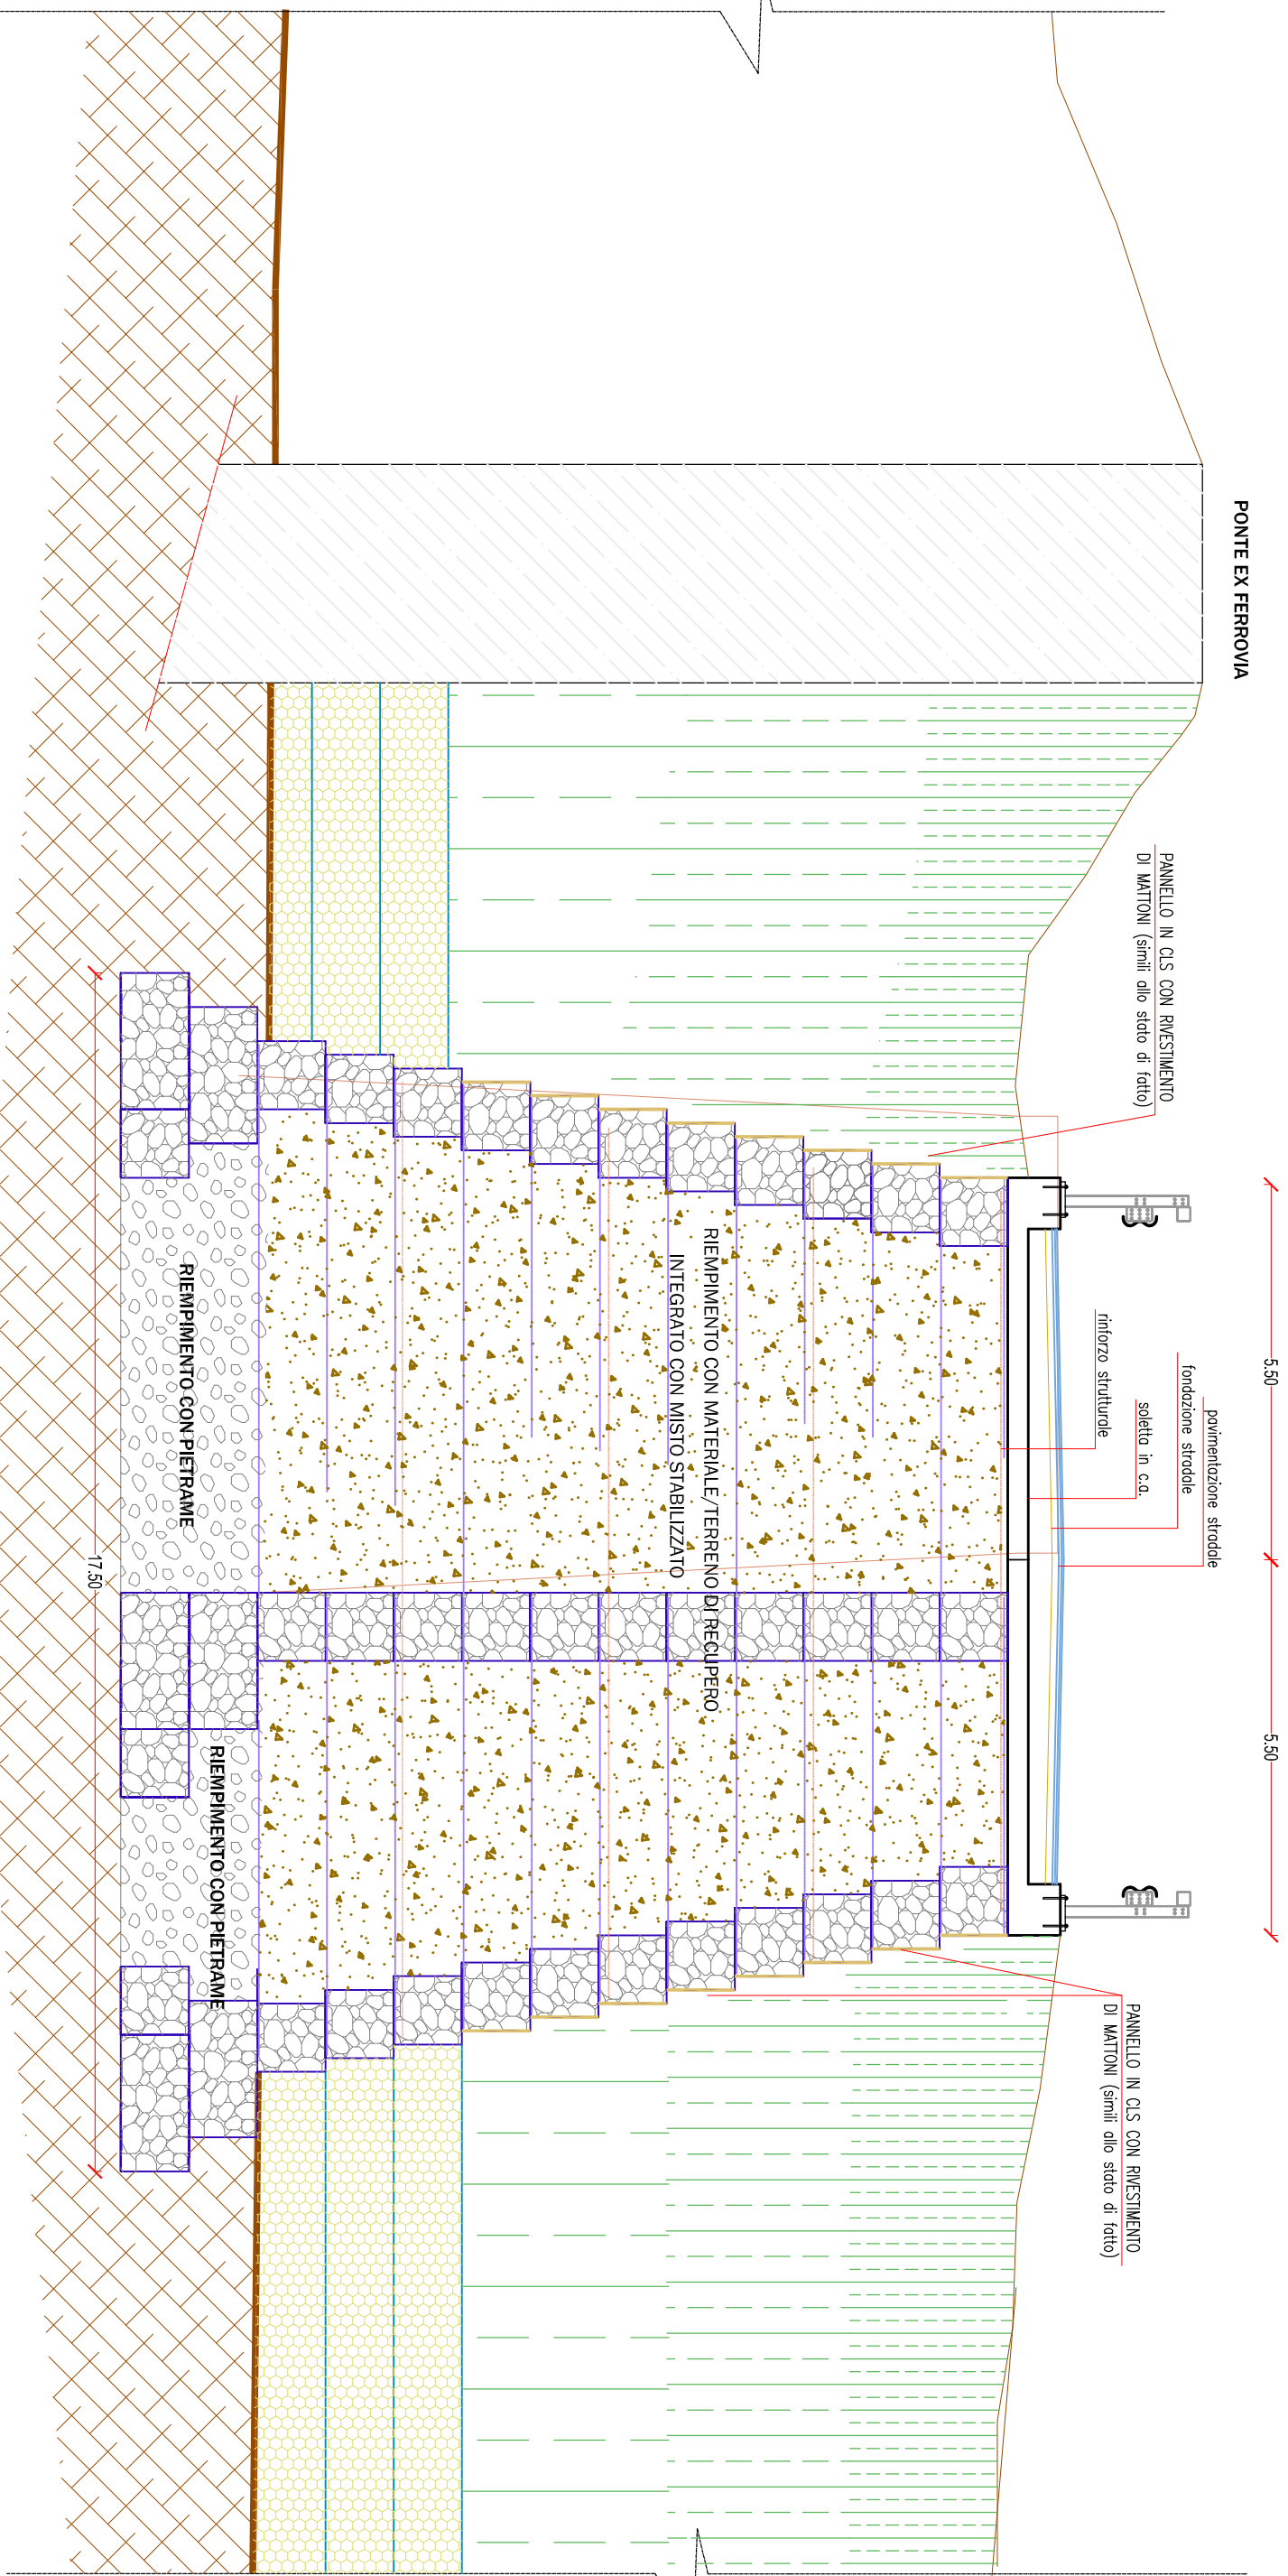 PONTE EX FERROVIA
5.50
5.50
PANNELLO IN CLS CON RIVESTIMENTO
DI MATTONI (simili allo stato di fatto)
pavimentazione stradale
fondazione stradale
soletta in c.a.
rinforzo strutturale
PANNELLO IN CLS CON RIVESTIMENTO
DI MATTONI (simili allo stato di fatto)
RIEMPIMENTO CON MATERIALE/TERRENO DI RECUPERO
INTEGRATO CON MISTO STABILIZZATO
RIEMPIMENTO CON PIETRAME
RIEMPIMENTO CON PIETRAME
17.50